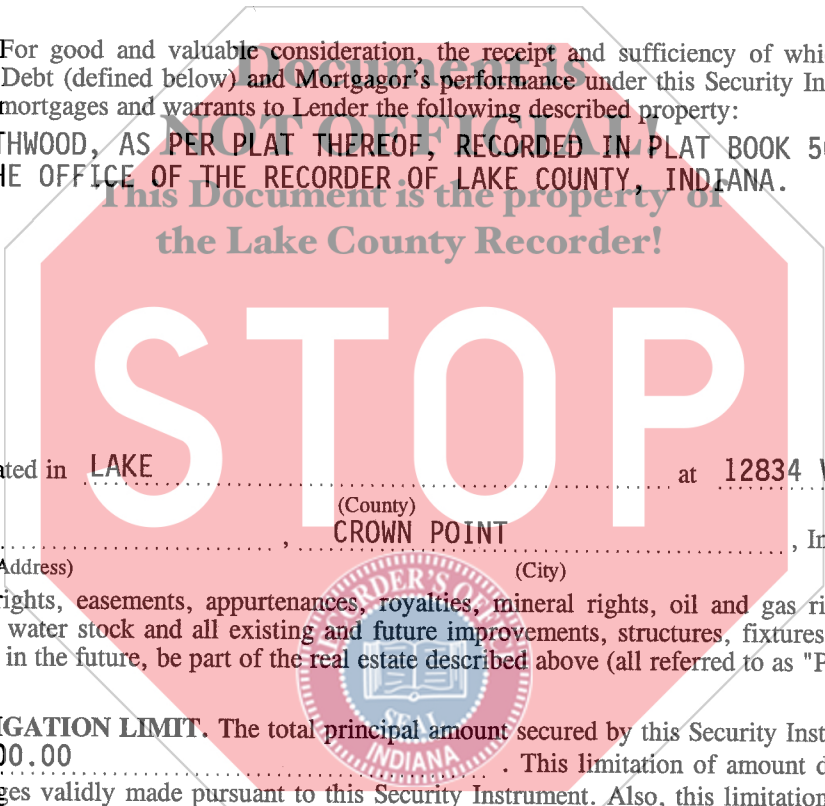 For good and valuable consideration, the receipt and sufficiency of whi
Document is
Debt (defined below) and Mortgagor's performance under this Security In
mortgages and warrants to Lender the following described property:
NOT OFFICIAL!
THWOOD, AS PER PLAT THEREOF, RECORDED IN PLAT BOOK 5
HE OFFICE OF THE RECORDER OF LAKE COUNTY, INDIANA.
This Document is the property of
the Lake County Recorder!
STOP
ated in LAKE at 12834 W
(County)
, CROWN POINT , In
Address) (City)
rights, easements, appurtenances, royalties, mineral rights, oil and gas ri
water stock and all existing and future improvements, structures, fixtures
in the future, be part of the real estate described above (all referred to as "P
RECORDER'S OFFICE
SEAL
INDIANA
IGATION LIMIT. The total principal amount secured by this Security Inst
00.00 . This limitation of amount d
ges validly made pursuant to this Security Instrument. Also, this limitation